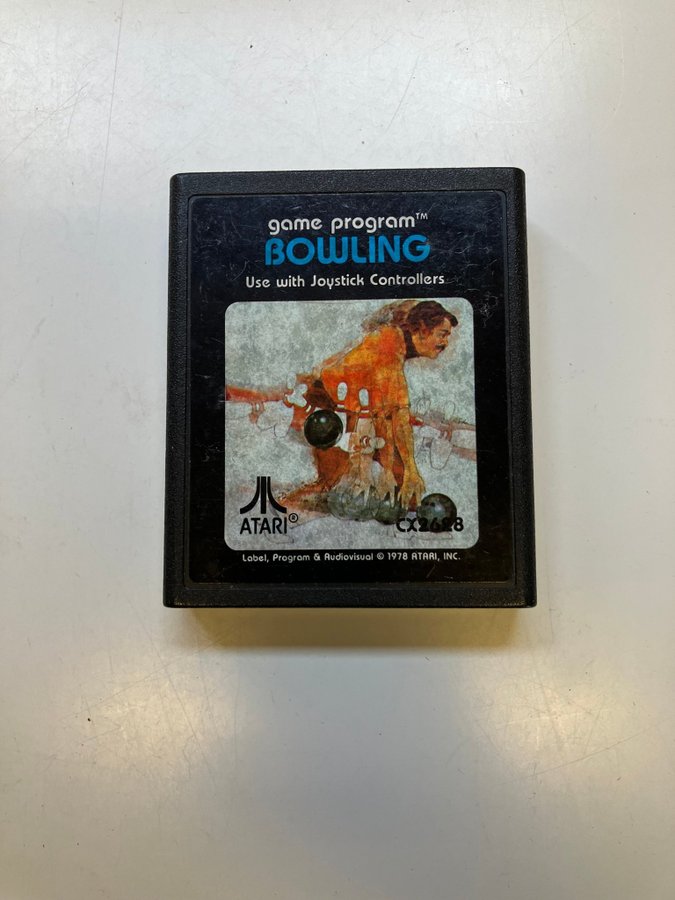 game program™
BOWLING
Use with Joystick Controllers
ATARI®
CX2628
Label, Program & Audiovisual © 1978 ATARI, INC.